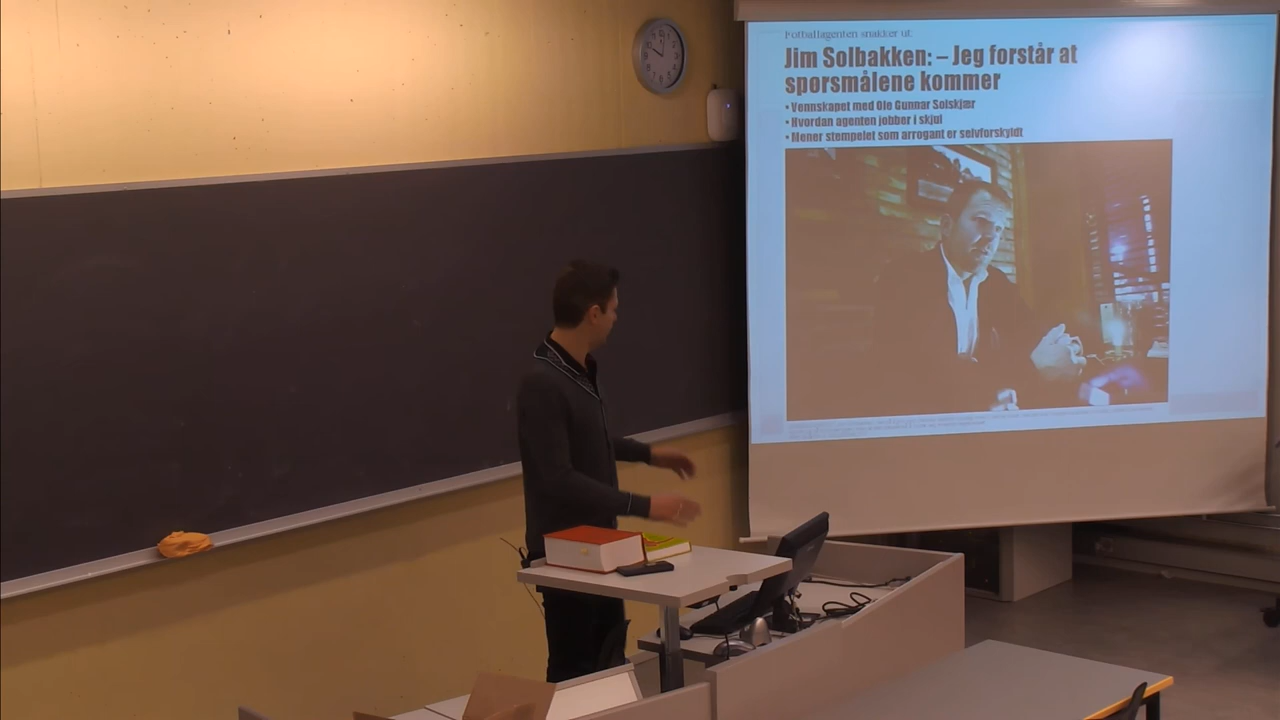 Fotballagenten snakker ut:
Jim Solbakken: – Jeg forstår at
spørsmålene kommer
• Vennskapet med Ole Gunnar Solskjær
• Hvordan agenten jobber i skjul
• Mener stempelet som arrogant er selvforskyldt